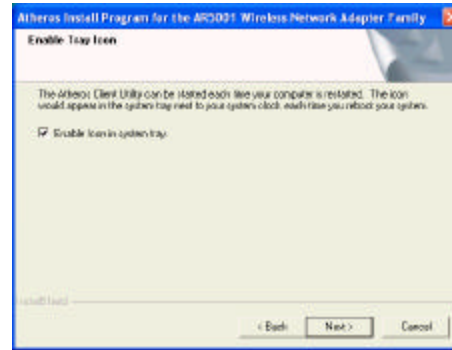 Atheros Install Program for the AR5001 Wireless Network Adapter Family
Enable Tray Icon
The Atheros Client Utility can be started each time your computer is restarted. The icon
would appear in the system tray next to your system clock each time you reboot your system.
Enable Icon in system tray.
InstallShield
< Back
Next >
Cancel